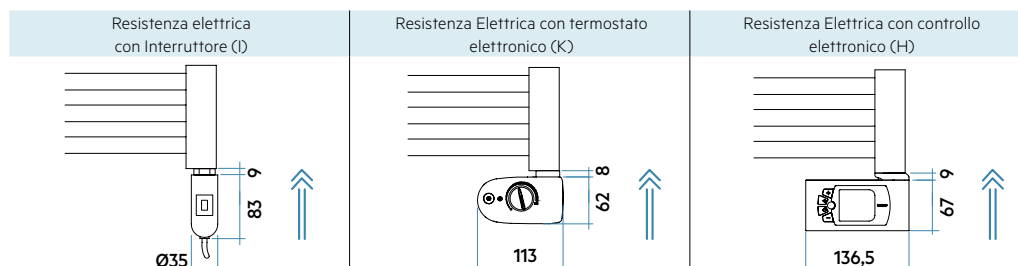 Resistenza elettrica
con Interruttore (I)
Resistenza Elettrica con termostato
elettronico (K)
Resistenza Elettrica con controllo
elettronico (H)
9
83
Ø35
8
62
113
9
67
136,5